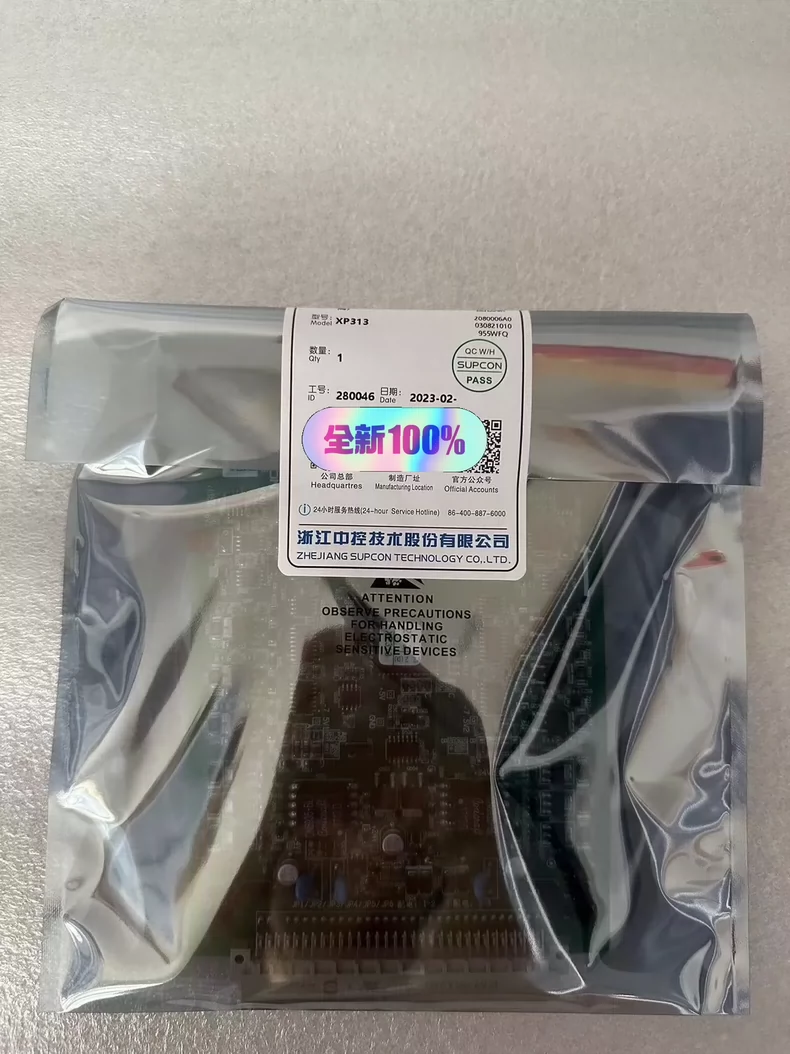 型号:
Model XP313
2080006A0
030821010
955WFQ
数量:
Qty 1
QC W/H
SUPCON
PASS
工号:
ID 280046
日期:
Date 2023-02-
全新100%
公司总部
Headquartres
制造厂址
Manufacturing Location
官方公众号
Official Accounts
24小时服务热线(24-hour Service Hotline) 86-400-887-6000
浙江中控技术股份有限公司
ZHEJIANG SUPCON TECHNOLOGY CO.,LTD.
ATTENTION
OBSERVE PRECAUTIONS
FOR HANDLING
ELECTROSTATIC
SENSITIVE DEVICES